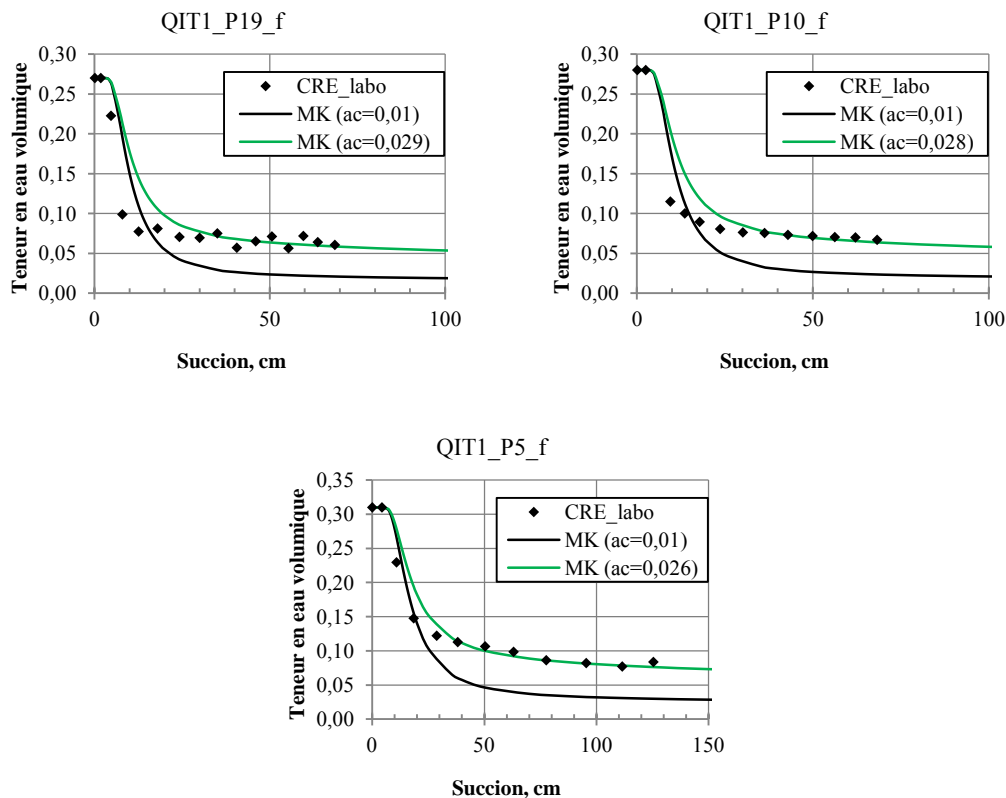 QIT1_P19_f
0,30
0,25
0,20
0,15
0,10
0,05
0,00
Teneur en eau volumique
CRE_labo
MK (ac=0,01)
MK (ac=0,029)
0 50 100
Succion, cm
QIT1_P10_f
0,30
0,25
0,20
0,15
0,10
0,05
0,00
Teneur en eau volumique
CRE_labo
MK (ac=0,01)
MK (ac=0,028)
0 50 100
Succion, cm
QIT1_P5_f
0,35
0,30
0,25
0,20
0,15
0,10
0,05
0,00
Teneur en eau volumique
CRE_labo
MK (ac=0,01)
MK (ac=0,026)
0 50 100 150
Succion, cm